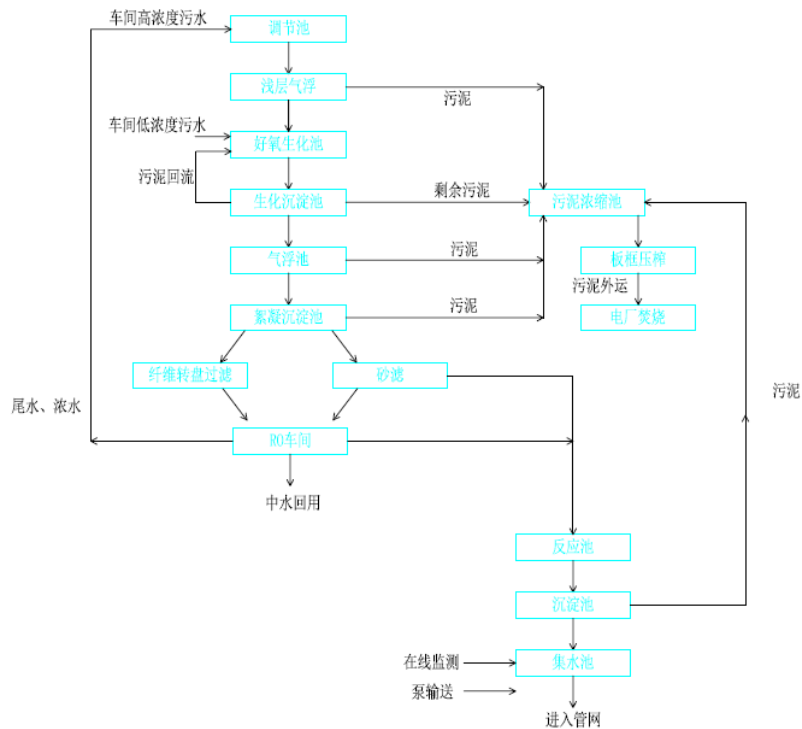 车间高浓度污水
调节池
浅层气浮
污泥
车间低浓度污水
好氧生化池
污泥回流
生化沉淀池
剩余污泥
污泥浓缩池
气浮池
污泥
板框压榨
污泥外运
絮凝沉淀池
污泥
电厂焚烧
纤维转盘过滤
砂滤
污泥
尾水、浓水
RO车间
中水回用
反应池
沉淀池
在线监测
集水池
泵输送
进入管网